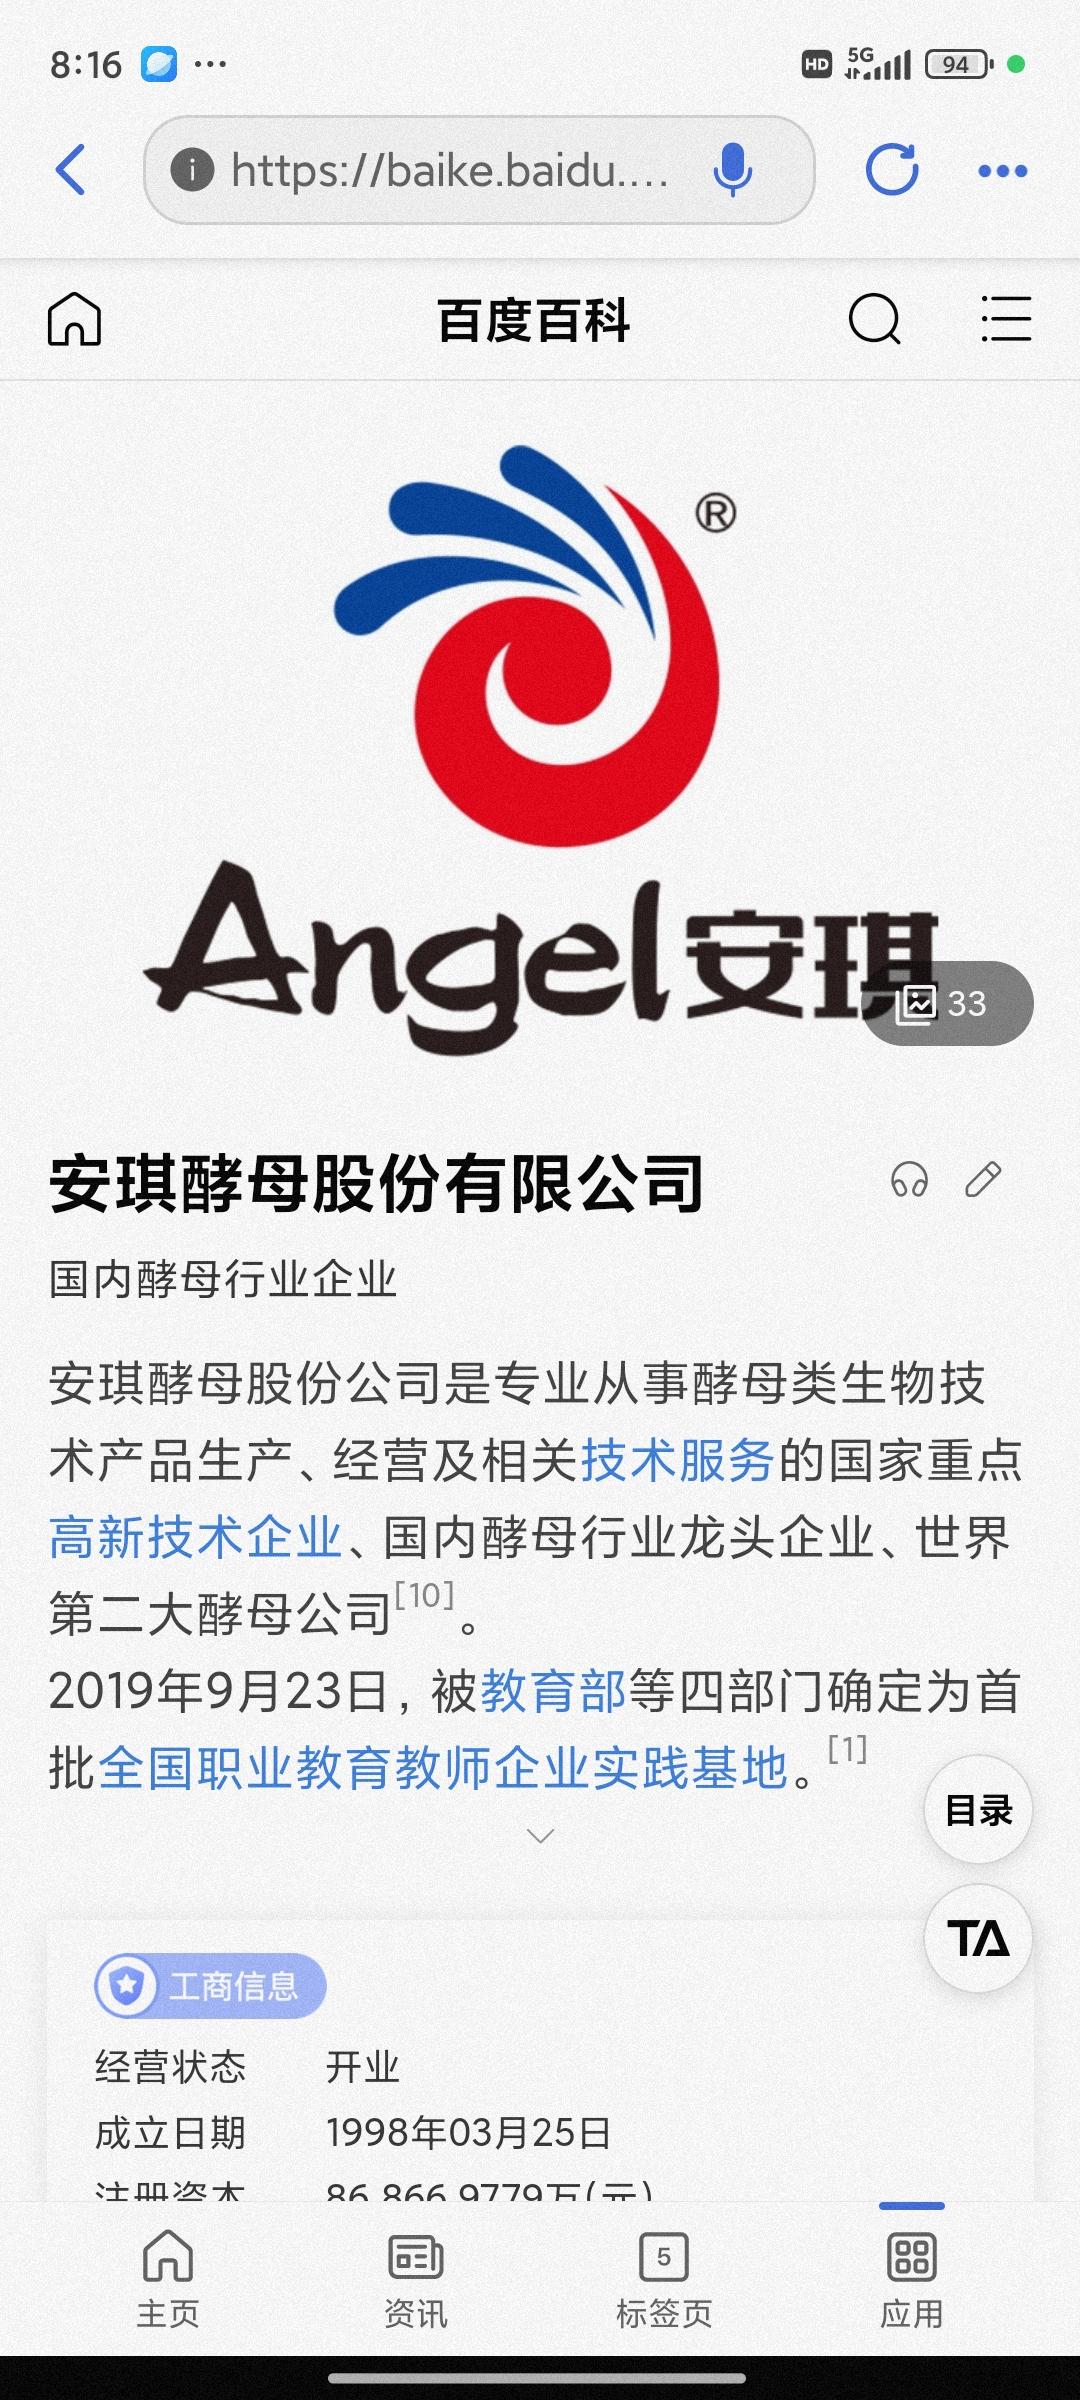 8:16
HD 5G 94
https://baike.baidu....
百度百科
®
Angel安琪
33
安琪酵母股份有限公司
国内酵母行业企业
安琪酵母股份公司是专业从事酵母类生物技
术产品生产、经营及相关技术服务的国家重点
高新技术企业、国内酵母行业龙头企业、世界
第二大酵母公司[10]。
2019年9月23日，被教育部等四部门确定为首
批全国职业教育教师企业实践基地。[1]
目录
TA
工商信息
经营状态 开业
成立日期 1998年03月25日
注册资本 86,866.9779万(元)
5
主页 资讯 标签页 应用